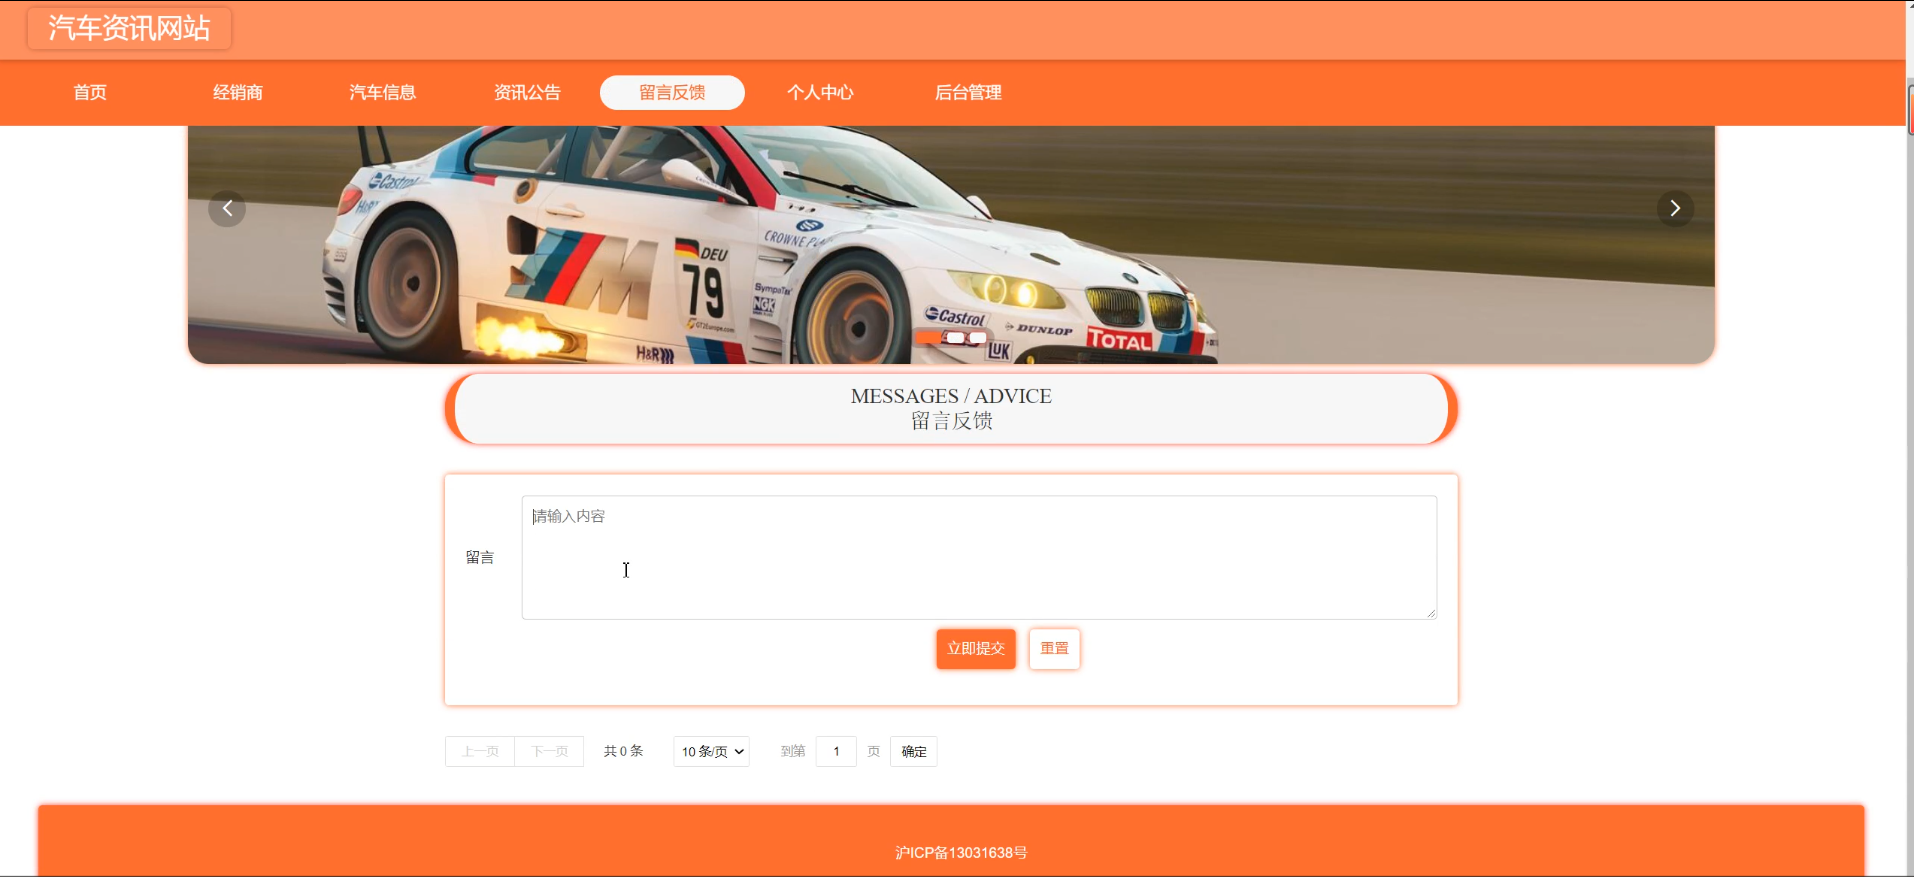 汽车资讯网站
首页 经销商 汽车信息 资讯公告 留言反馈 个人中心 后台管理
Castrol
H&R
CROWNE PL
DEU
79
SympaTex
NGK
GT2Europe.com
H&R
M
Castrol
DUNLOP
TOTAL
LUK
MESSAGES / ADVICE
留言反馈
留言
请输入内容
立即提交 重置
上一页 下一页 共 0 条 10 条/页 到第 1 页 确定
沪ICP备13031638号